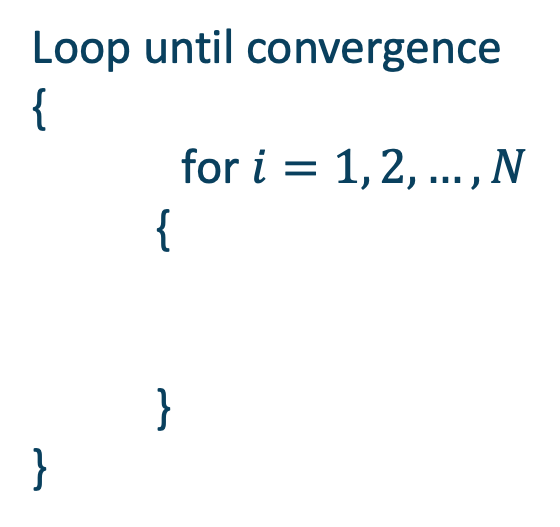 Loop until convergence
{
for i = 1, 2, … , N
{
}
}